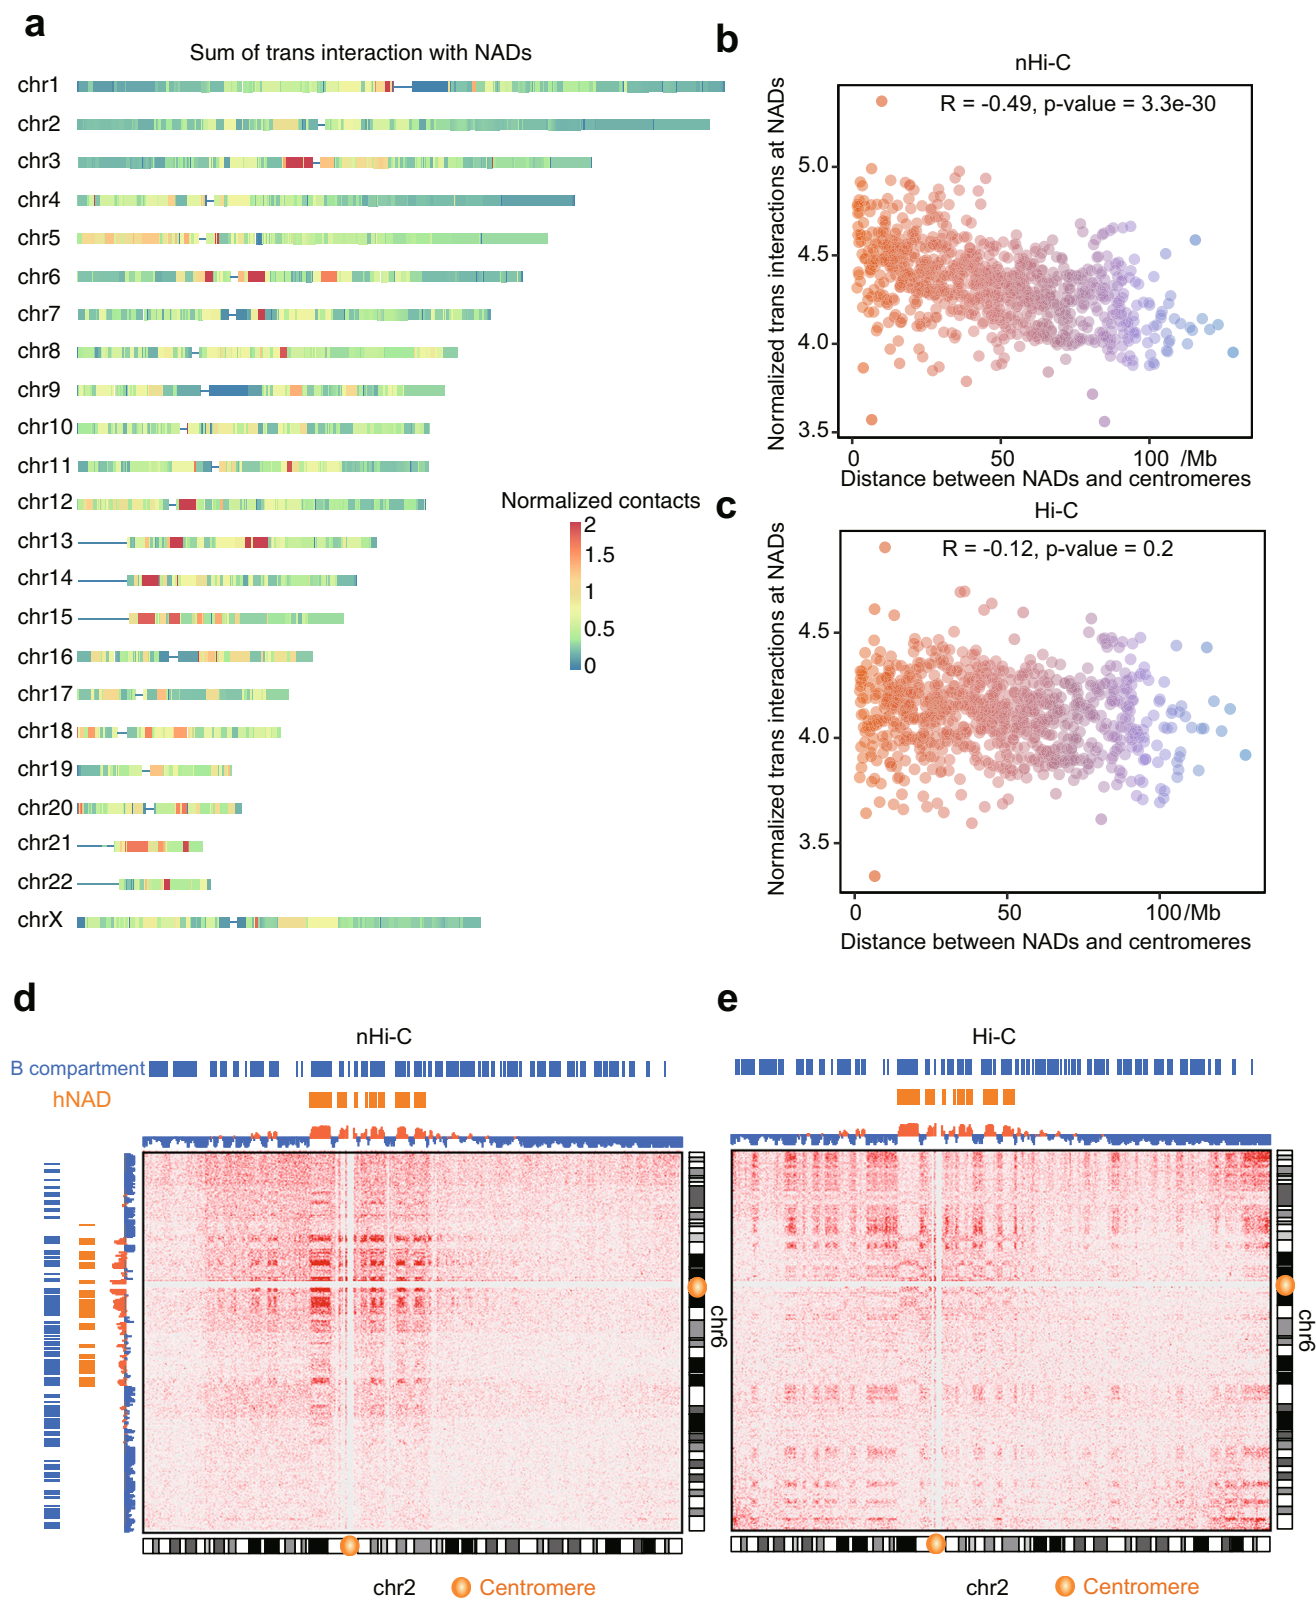 a
Sum of trans interaction with NADs
chr1
chr2
chr3
chr4
chr5
chr6
chr7
chr8
chr9
chr10
chr11
chr12
chr13
chr14
chr15
chr16
chr17
chr18
chr19
chr20
chr21
chr22
chrX
Normalized contacts
2
1.5
1
0.5
0
b
nHi-C
R = -0.49, p-value = 3.3e-30
Normalized trans interactions at NADs
5.0
4.5
4.0
3.5
0 50 100 /Mb
Distance between NADs and centromeres
c
Hi-C
R = -0.12, p-value = 0.2
Normalized trans interactions at NADs
4.5
4.0
3.5
0 50 100/Mb
Distance between NADs and centromeres
d
nHi-C
B compartment
hNAD
chr6
chr2
Centromere
e
Hi-C
chr6
chr2
Centromere